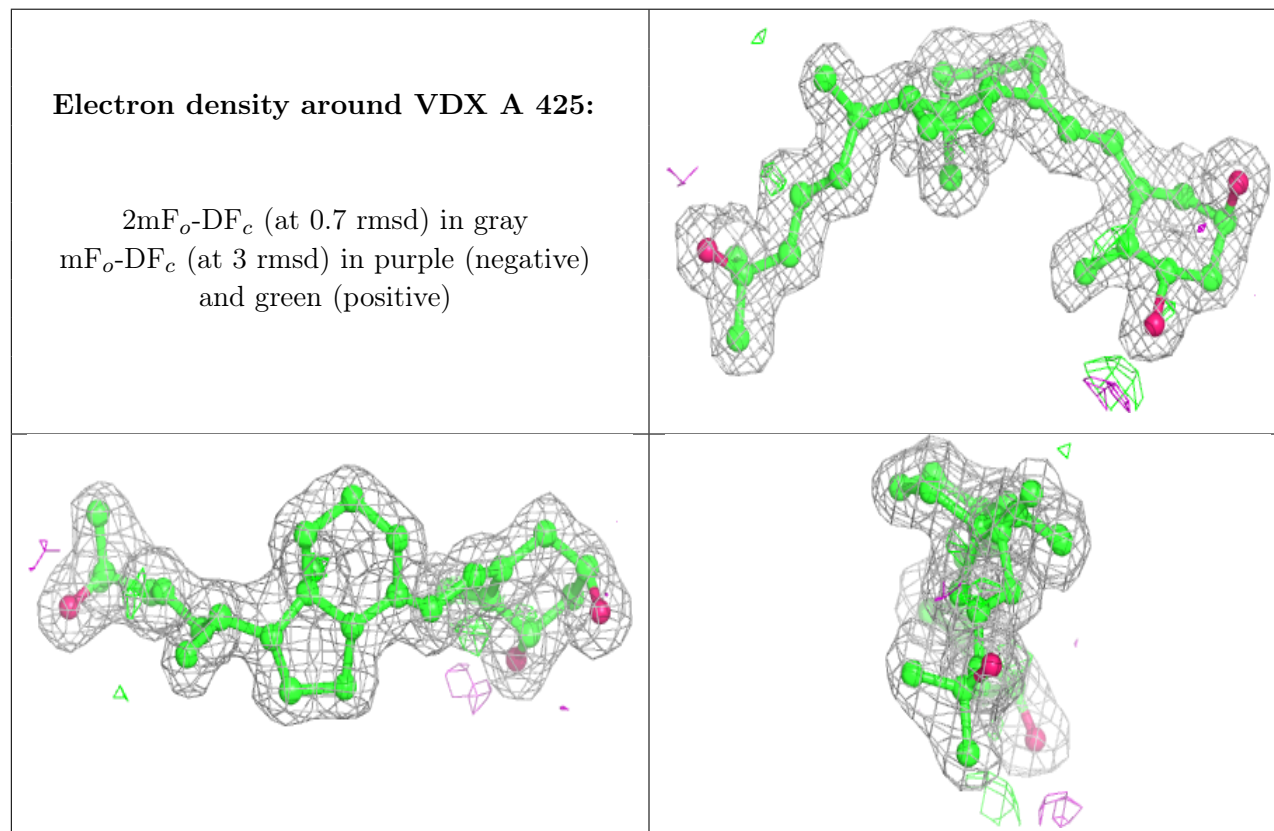 Electron density around VDX A 425:
2mFₒ-DF𝒸 (at 0.7 rmsd) in gray
mFₒ-DF𝒸 (at 3 rmsd) in purple (negative)
and green (positive)